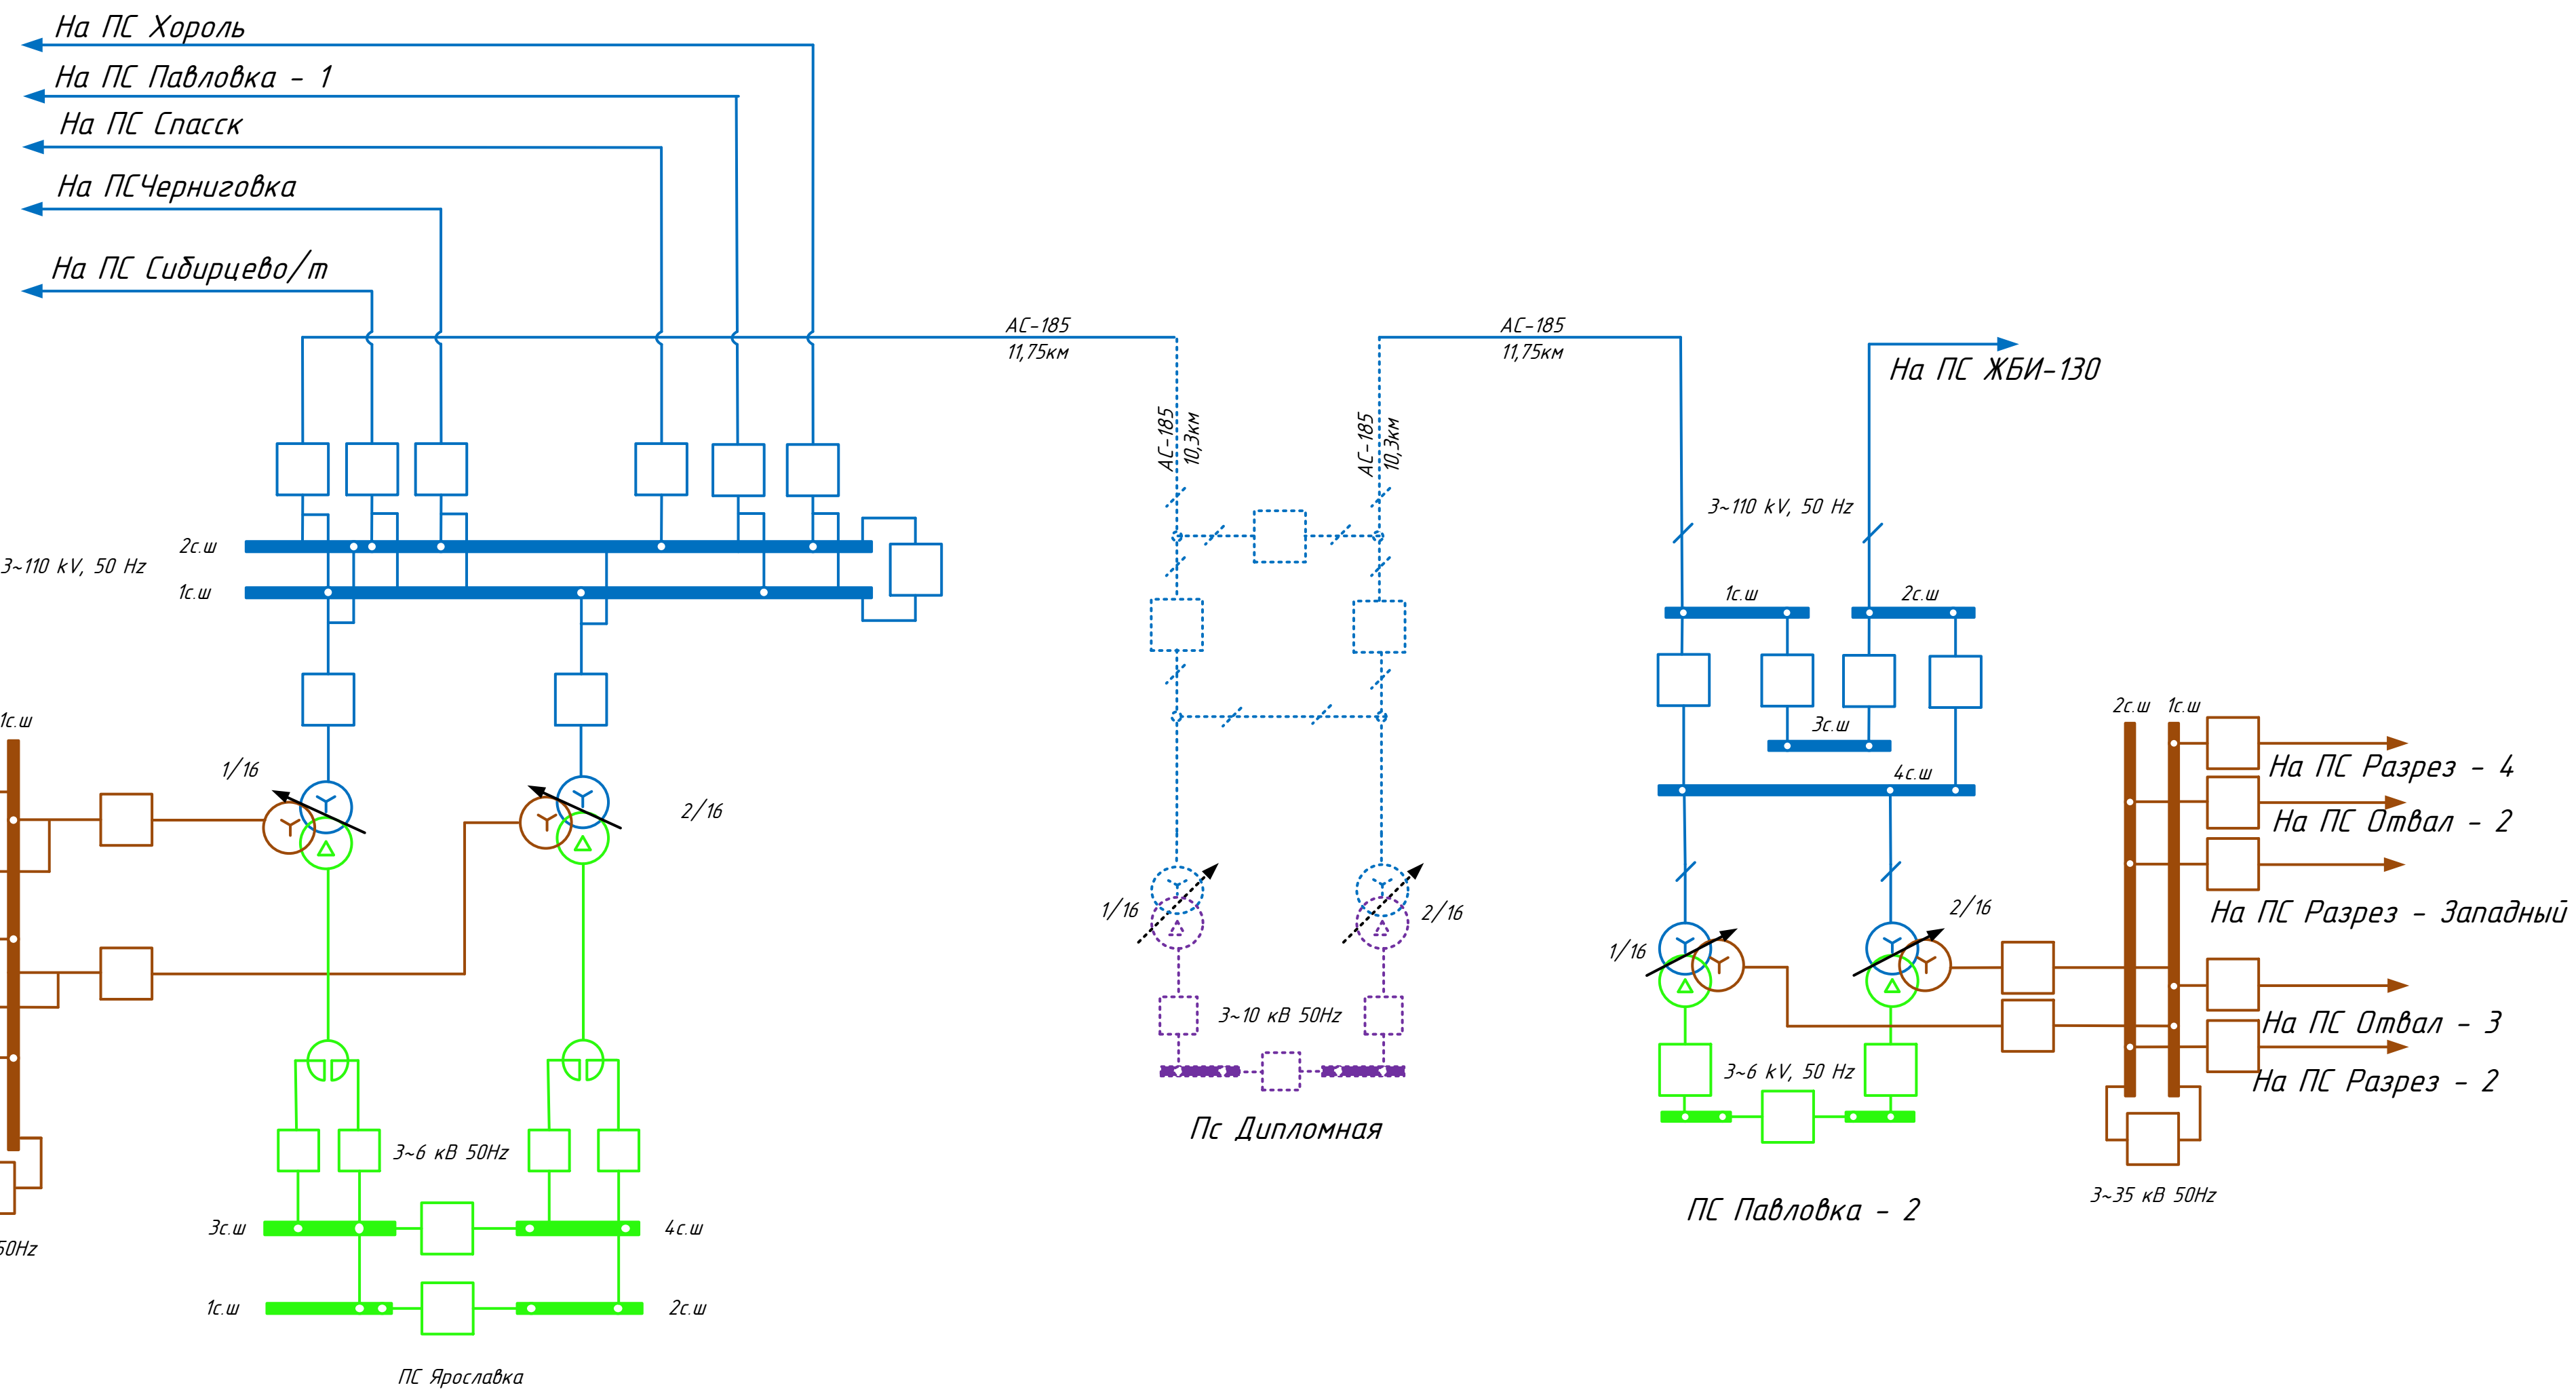 На ПС Хороль
На ПС Павловка - 1
На ПС Спасск
На ПСЧерниговка
На ПС Сибирцево/т
АС-185
11,75км
АС-185
11,75км
На ПС ЖБИ-130
АС-185
10,3км
АС-185
10,3км
3~110 kV, 50 Hz
2с.ш
3~110 kV, 50 Hz
1с.ш
1с.ш
2с.ш
3с.ш
4с.ш
1с.ш
2с.ш
1с.ш
1/16
2/16
На ПС Разрез - 4
На ПС Отвал - 2
На ПС Разрез - Западный
1/16
2/16
1/16
2/16
На ПС Отвал - 3
На ПС Разрез - 2
3~10 кВ 50Hz
3~6 kV, 50 Hz
Пс Дипломная
3~6 кВ 50Hz
3~35 кВ 50Hz
ПС Павловка - 2
3с.ш
4с.ш
50Hz
1с.ш
2с.ш
ПС Ярославка